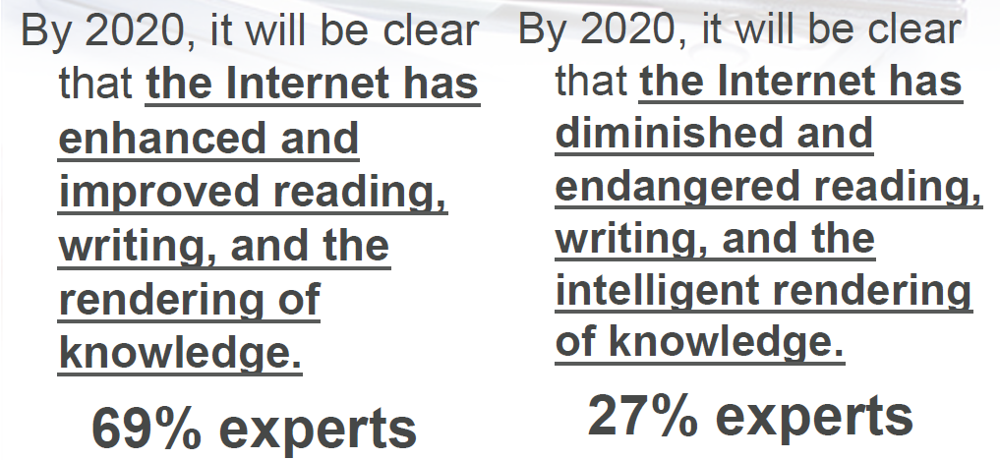 By 2020, it will be clear
that the Internet has
enhanced and
improved reading,
writing, and the
rendering of
knowledge.
69% experts
By 2020, it will be clear
that the Internet has
diminished and
endangered reading,
writing, and the
intelligent rendering
of knowledge.
27% experts